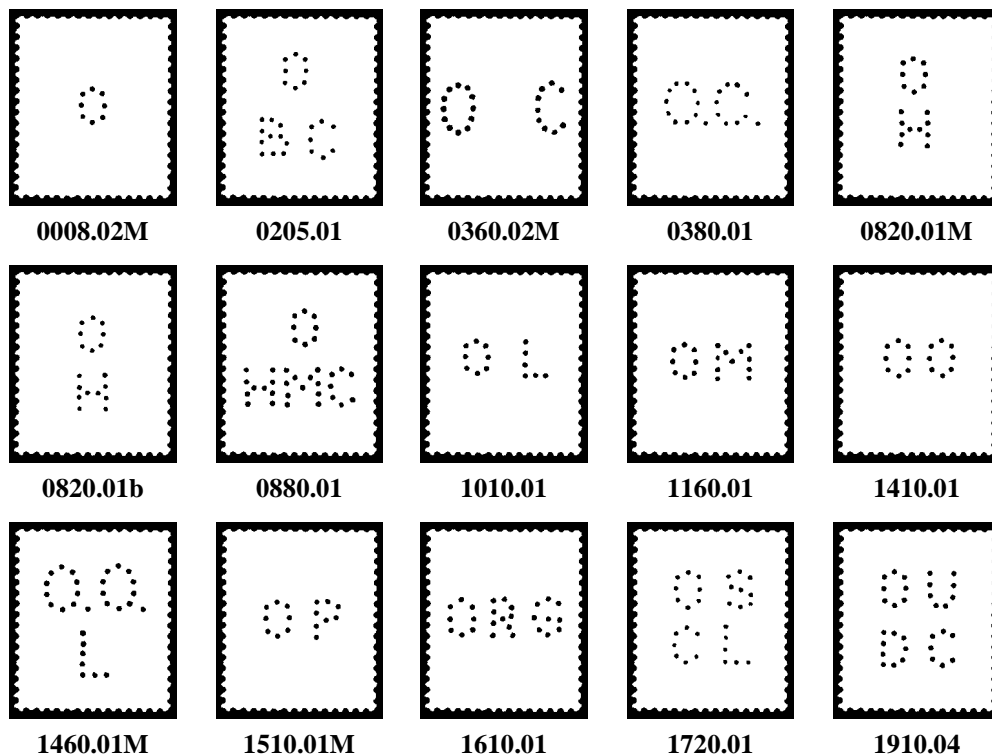 O
O
B C
O C
O.C.
O
H
0008.02M 0205.01 0360.02M 0380.01 0820.01M
O
H
O
HMC
O L
O M
O O
0820.01b 0880.01 1010.01 1160.01 1410.01
O.O.
L
O P
O R G
O S
C L
O U
D C
1460.01M 1510.01M 1610.01 1720.01 1910.04